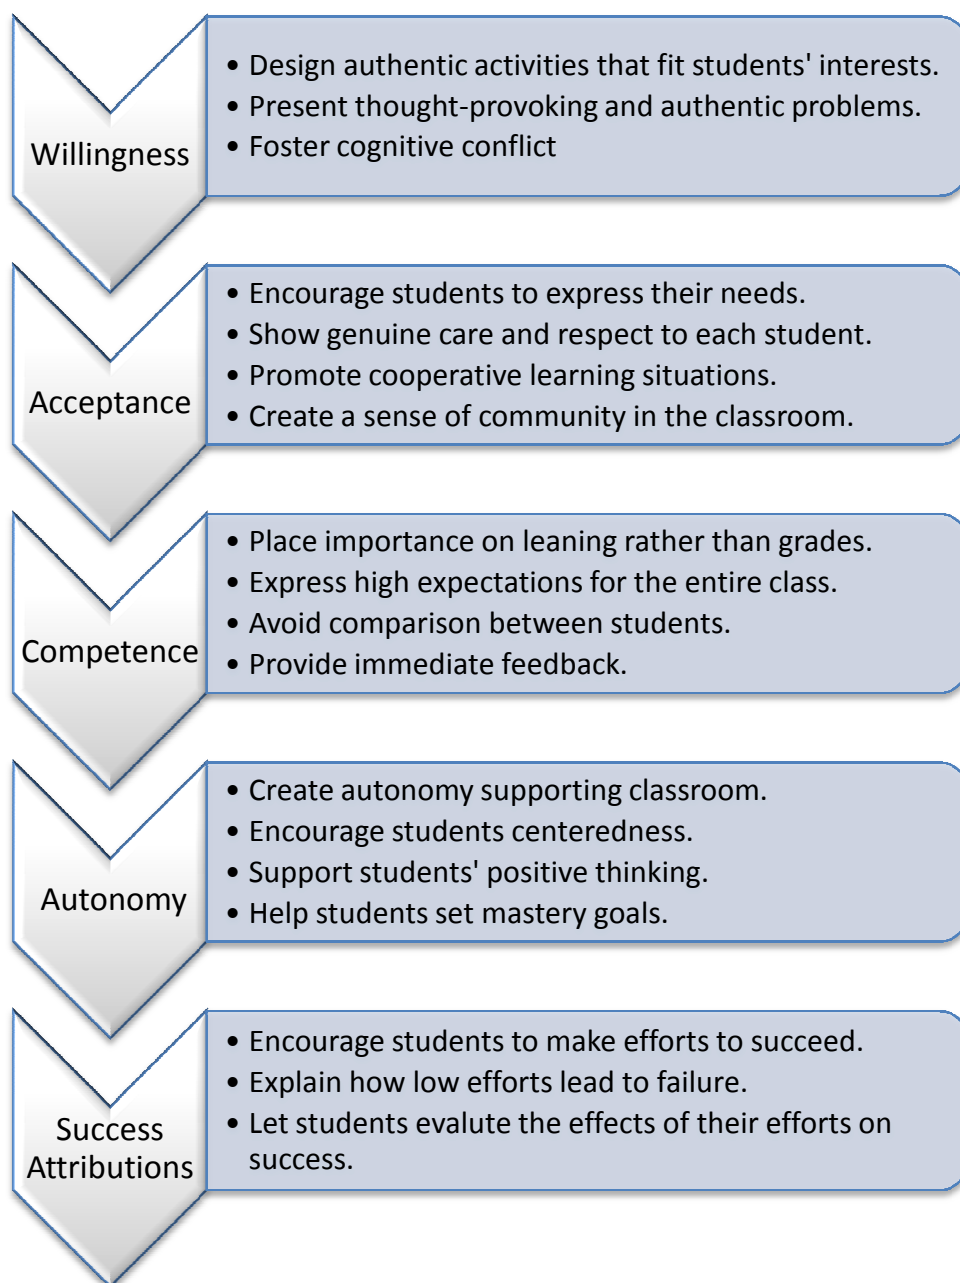 Willingness
• Design authentic activities that fit students' interests.
• Present thought-provoking and authentic problems.
• Foster cognitive conflict
Acceptance
• Encourage students to express their needs.
• Show genuine care and respect to each student.
• Promote cooperative learning situations.
• Create a sense of community in the classroom.
Competence
• Place importance on leaning rather than grades.
• Express high expectations for the entire class.
• Avoid comparison between students.
• Provide immediate feedback.
Autonomy
• Create autonomy supporting classroom.
• Encourage students centeredness.
• Support students' positive thinking.
• Help students set mastery goals.
Success
Attributions
• Encourage students to make efforts to succeed.
• Explain how low efforts lead to failure.
• Let students evalute the effects of their efforts on
success.